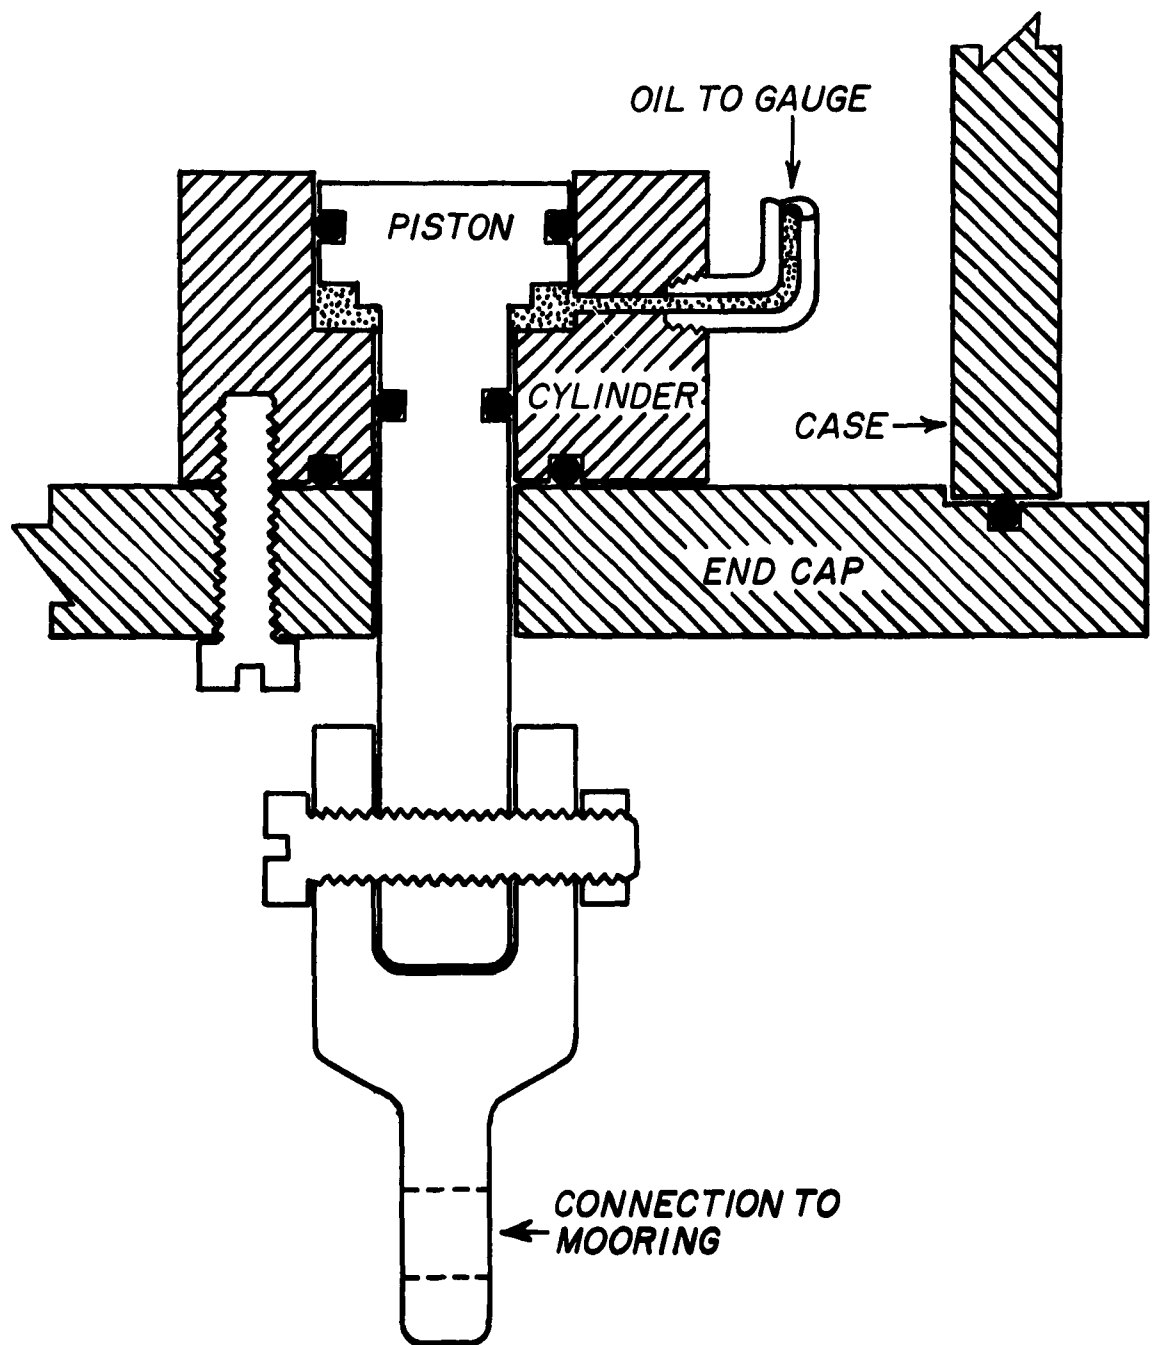 OIL TO GAUGE
PISTON
CYLINDER
CASE
END CAP
CONNECTION TO
MOORING